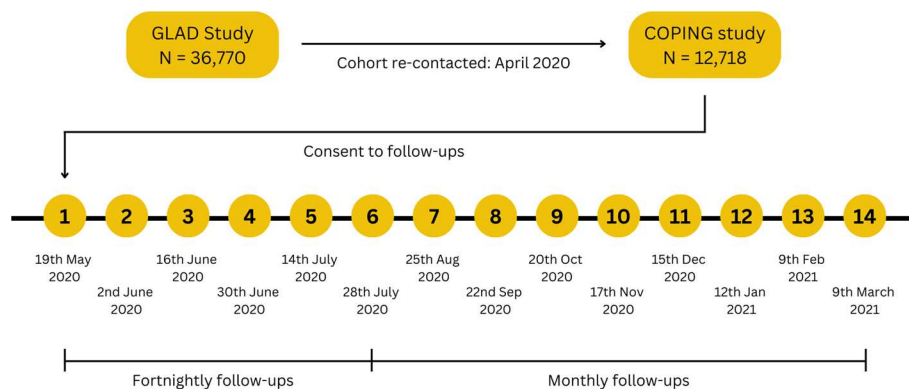 GLAD Study
N = 36,770
Cohort re-contacted: April 2020
COPING study
N = 12,718
Consent to follow-ups
1 2 3 4 5 6 7 8 9 10 11 12 13 14
19th May
2020
2nd June
2020
16th June
2020
30th June
2020
14th July
2020
28th July
2020
25th Aug
2020
22nd Sep
2020
20th Oct
2020
17th Nov
2020
15th Dec
2020
12th Jan
2021
9th Feb
2021
9th March
2021
Fortnightly follow-ups
Monthly follow-ups